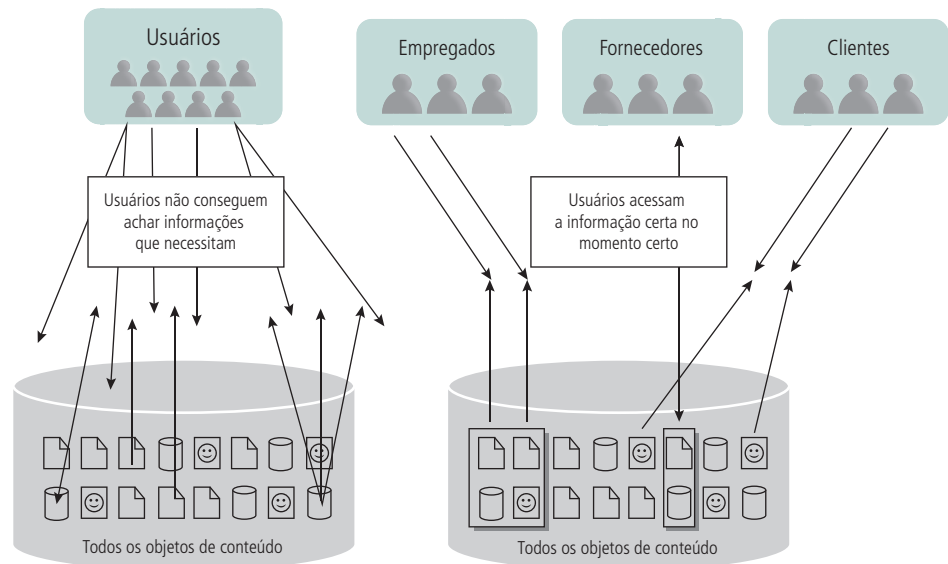 Usuários
Usuários não conseguem
achar informações
que necessitam
Todos os objetos de conteúdo
Empregados
Fornecedores
Clientes
Usuários acessam
a informação certa no
momento certo
Todos os objetos de conteúdo